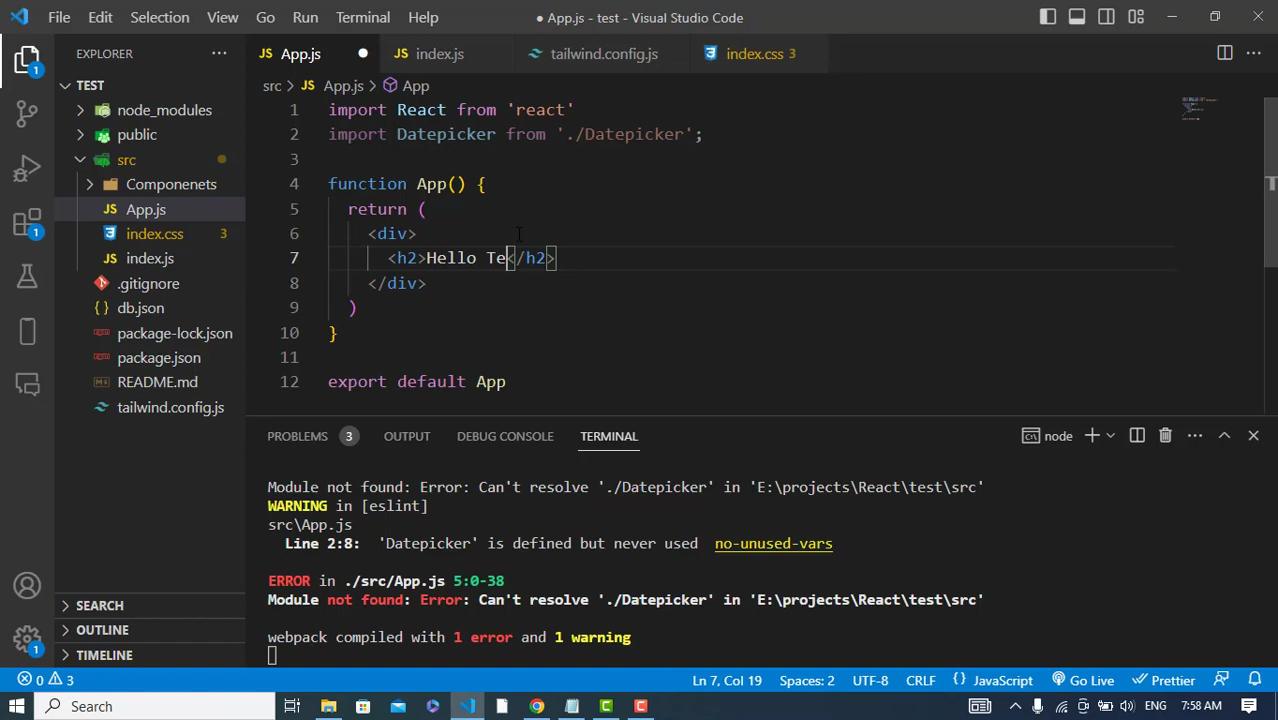 File Edit Selection View Go Run Terminal Help ● App.js - test - Visual Studio Code
EXPLORER ··· JS App.js ● JS index.js tailwind.config.js index.css 3
1
TEST
src > JS App.js > App
node_modules
public
src
Componenets
JS App.js
index.css 3
JS index.js
.gitignore
db.json
package-lock.json
package.json
README.md
tailwind.config.js
1
SEARCH
OUTLINE
TIMELINE
1
1 import React from 'react'
2 import Datepicker from './Datepicker';
3
4 function App() {
5 return (
6 <div>
7 <h2>Hello Te</h2>
8 </div>
9 )
10 }
11
12 export default App
PROBLEMS 3 OUTPUT DEBUG CONSOLE TERMINAL node
Module not found: Error: Can't resolve './Datepicker' in 'E:\projects\React\test\src'
WARNING in [eslint]
src\App.js
Line 2:8: 'Datepicker' is defined but never used no-unused-vars
ERROR in ./src/App.js 5:0-38
Module not found: Error: Can't resolve './Datepicker' in 'E:\projects\React\test\src'
webpack compiled with 1 error and 1 warning
0 3 Ln 7, Col 19 Spaces: 2 UTF-8 CRLF {} JavaScript Go Live Prettier
Search ENG 7:58 AM